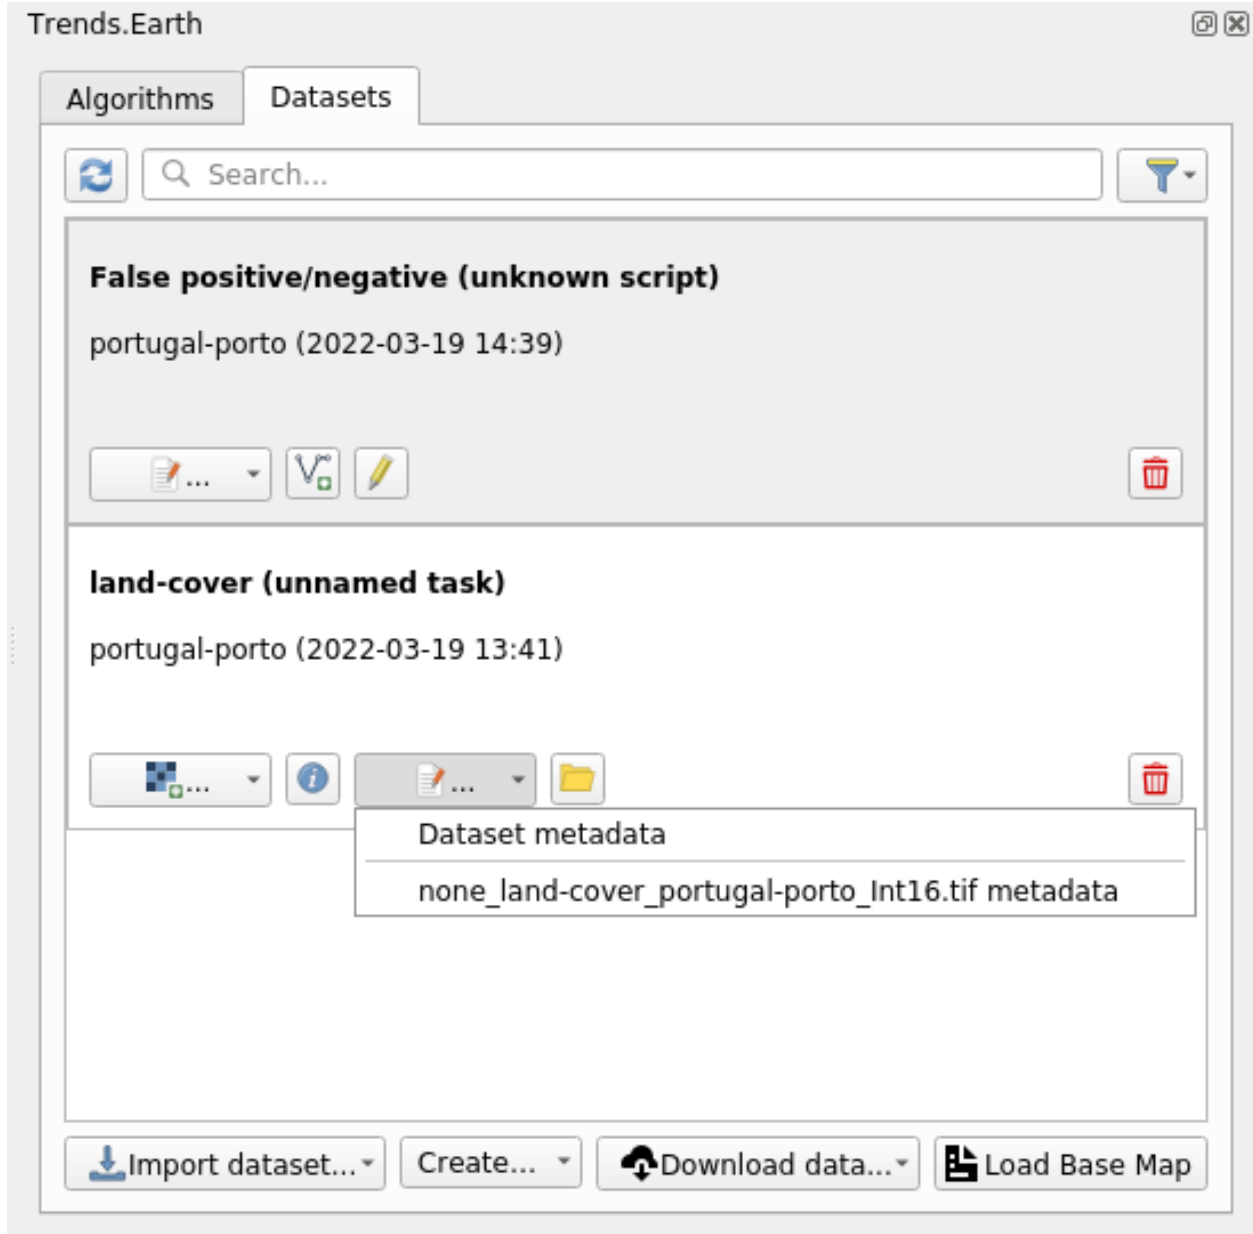 Trends.Earth
Algorithms Datasets
Search...
False positive/negative (unknown script)
portugal-porto (2022-03-19 14:39)
...
land-cover (unnamed task)
portugal-porto (2022-03-19 13:41)
... ...
Dataset metadata
none_land-cover_portugal-porto_Int16.tif metadata
Import dataset... Create... Download data... Load Base Map